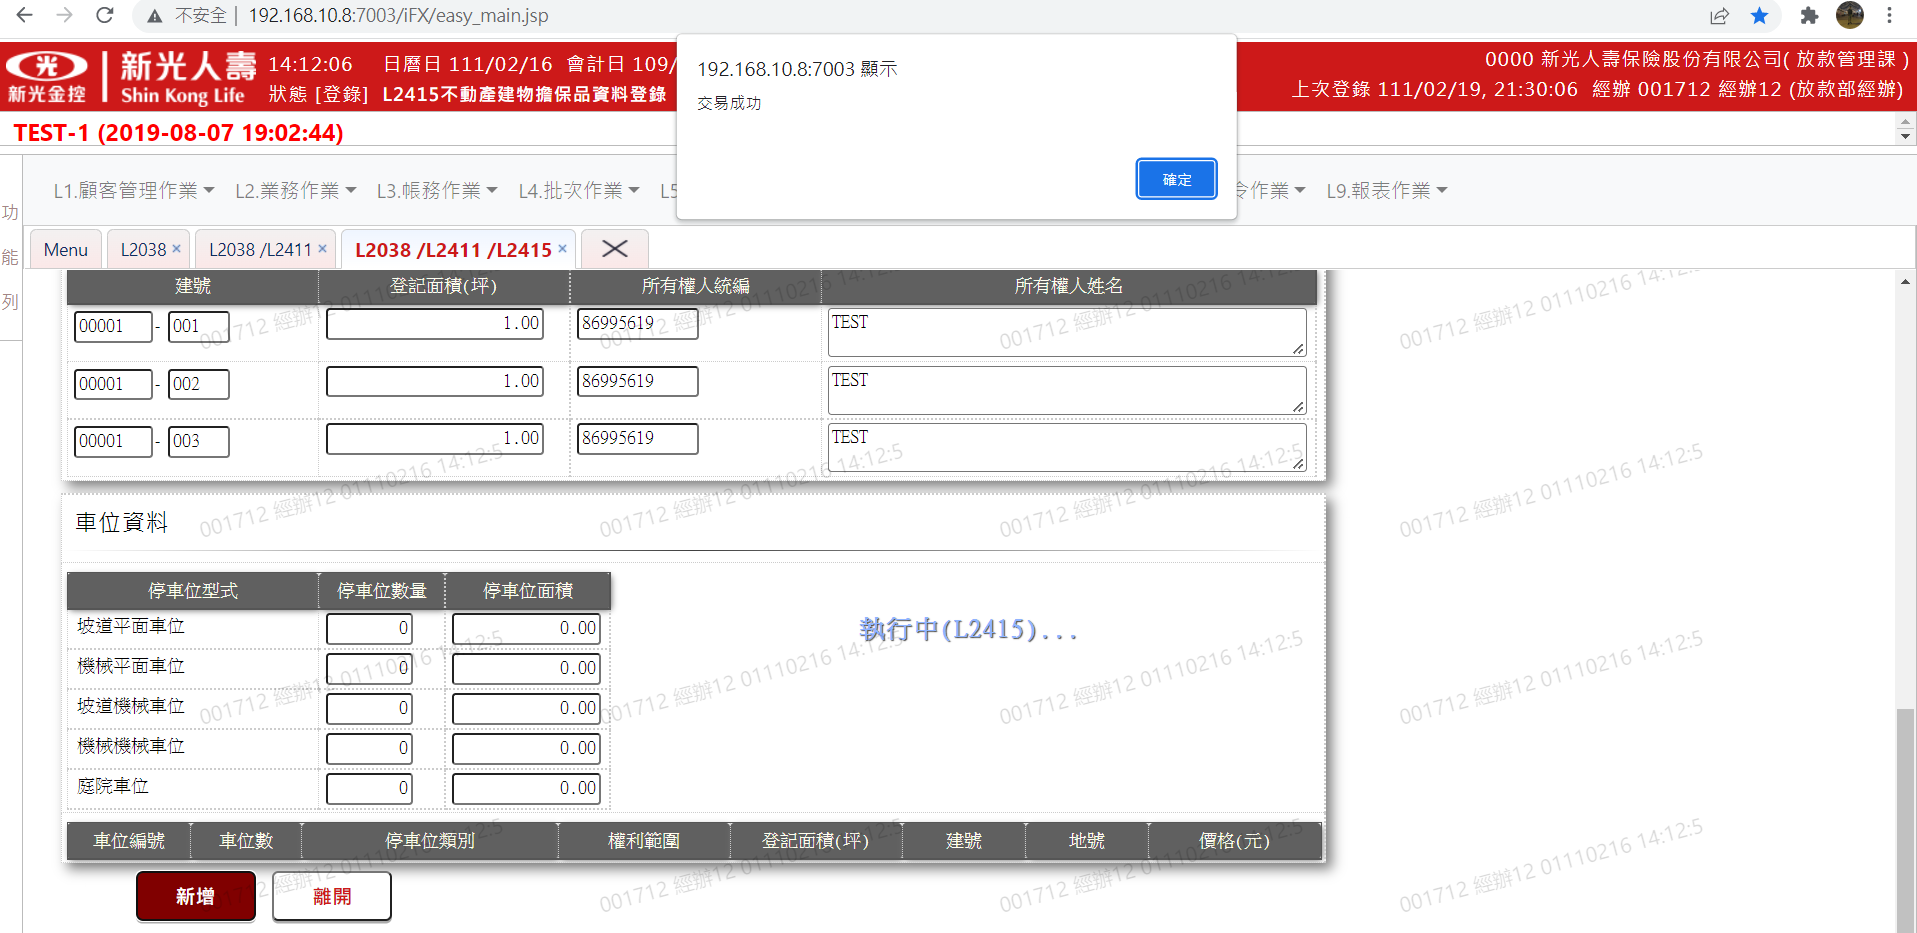 不安全 | 192.168.10.8:7003/iFX/easy_main.jsp
192.168.10.8:7003 顯示
交易成功
確定
新光金控
新光人壽
Shin Kong Life
14:12:06 日曆日 111/02/16 會計日 109/
狀態 [登錄] L2415不動產建物擔保品資料登錄
0000 新光人壽保險股份有限公司( 放款管理課 )
上次登錄 111/02/19, 21:30:06 經辦 001712 經辦12 (放款部經辦)
TEST-1 (2019-08-07 19:02:44)
功
能
列
L1.顧客管理作業 L2.業務作業 L3.帳務作業 L4.批次作業 L5 令作業 L9.報表作業
Menu L2038 × L2038 /L2411 × L2038 /L2411 /L2415 ×
建號 登記面積(坪) 所有權人統編 所有權人姓名
00001 - 001 1.00 86995619 TEST
00001 - 002 1.00 86995619 TEST
00001 - 003 1.00 86995619 TEST
車位資料
停車位型式 停車位數量 停車位面積
坡道平面車位 0 0.00
機械平面車位 0 0.00
坡道機械車位 0 0.00
機械機械車位 0 0.00
庭院車位 0 0.00
執行中(L2415)...
車位編號 車位數 停車位類別 權利範圍 登記面積(坪) 建號 地號 價格(元)
新增 離開
001712 經辦12 01110216 14:12:5